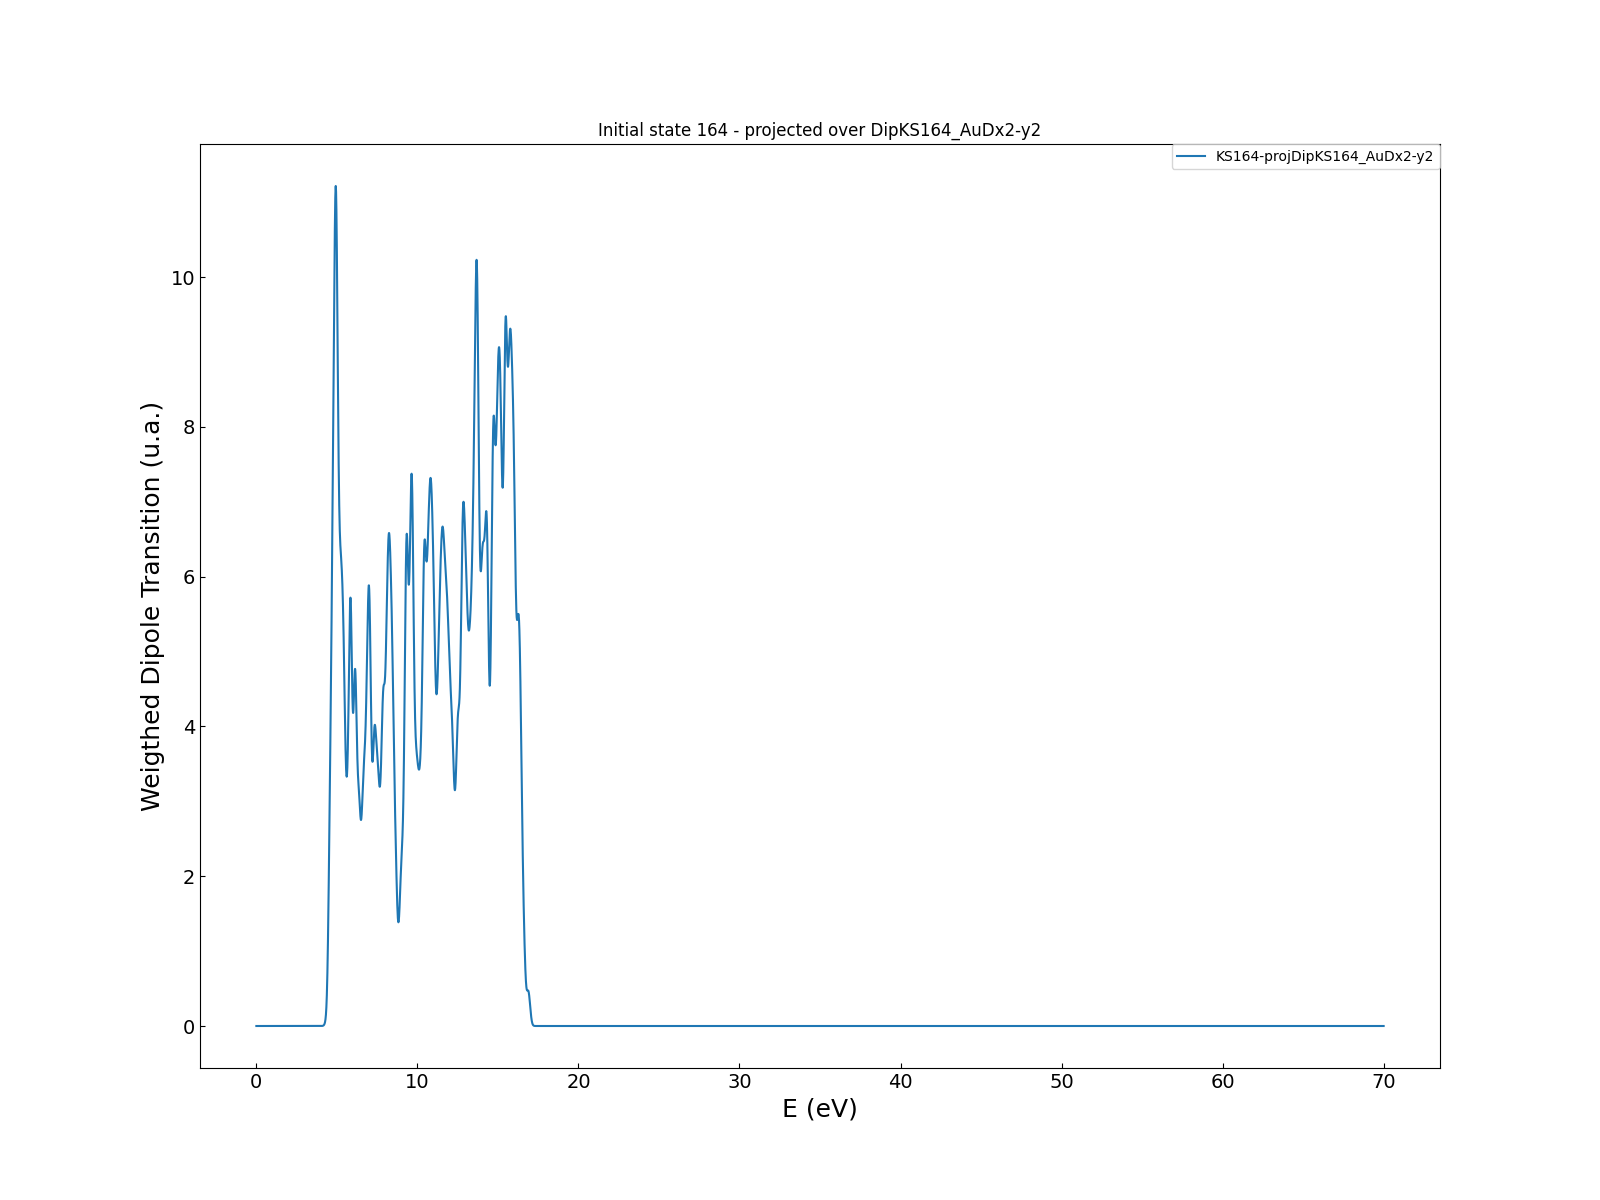 Initial state 164 - projected over DipKS164_AuDx2-y2
KS164-projDipKS164_AuDx2-y2
Weigthed Dipole Transition (u.a.)
10
8
6
4
2
0
0 10 20 30 40 50 60 70
E (eV)